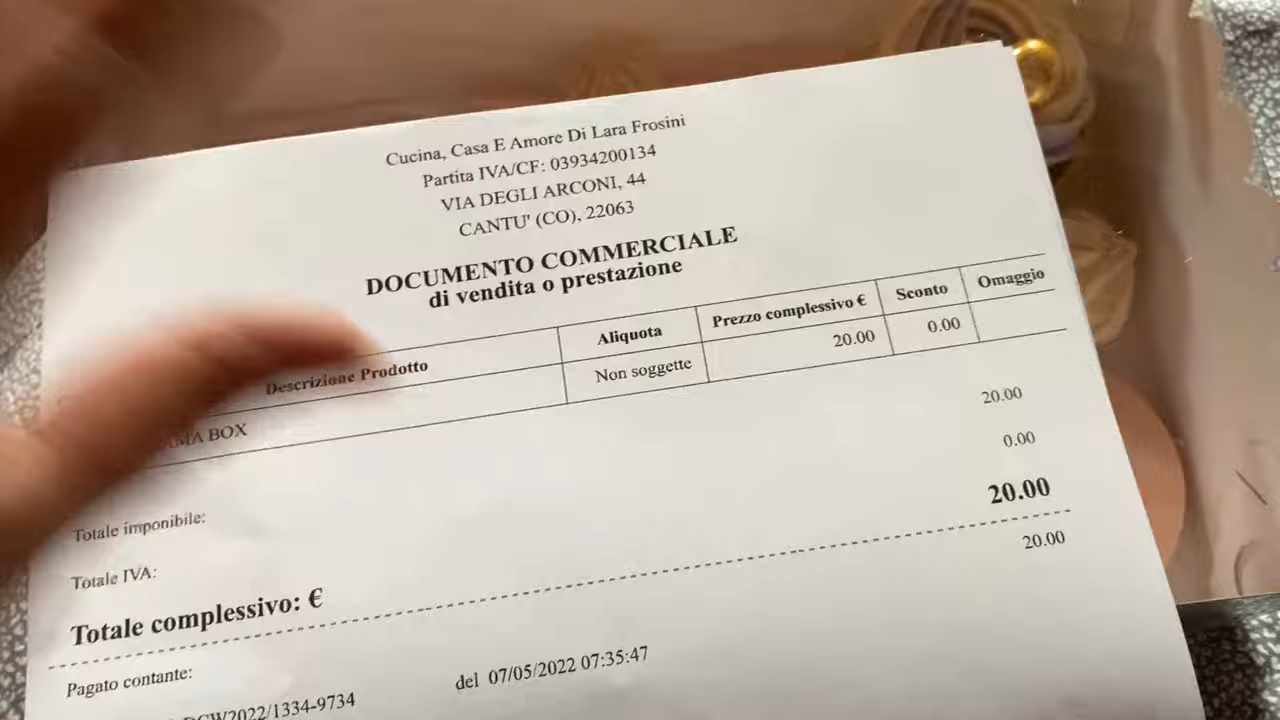 Cucina, Casa E Amore Di Lara Frosini
Partita IVA/CF: 03934200134
VIA DEGLI ARCONI, 44
CANTU' (CO), 22063
DOCUMENTO COMMERCIALE
di vendita o prestazione
Descrizione Prodotto Aliquota Prezzo complessivo € Sconto Omaggio
BOX Non soggette 20.00 0.00
Totale imponibile: 20.00
Totale IVA: 0.00
Totale complessivo: € 20.00
Pagato contante: 20.00
DCW2022/1334-9734 del 07/05/2022 07:35:47